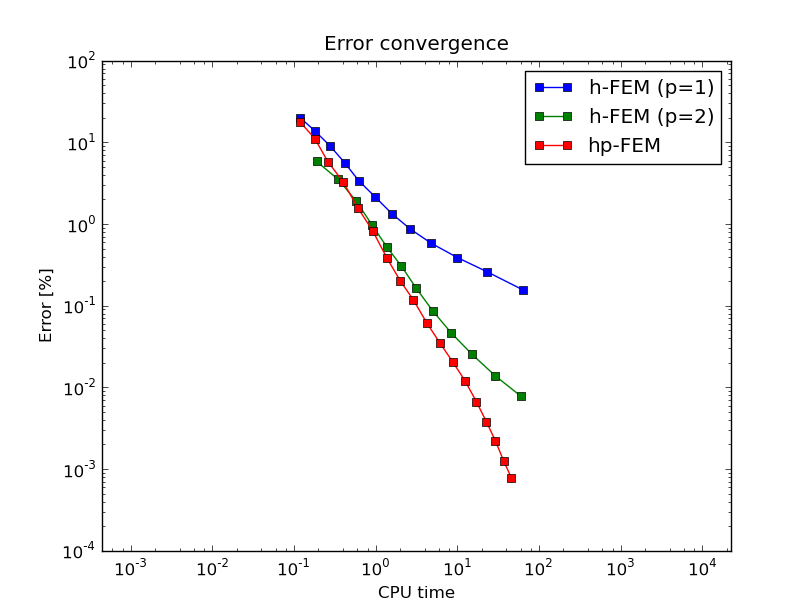 Error convergence
10^2
10^1
10^0
10^-1
10^-2
10^-3
10^-4
Error [%]
h-FEM (p=1)
h-FEM (p=2)
hp-FEM
10^-3 10^-2 10^-1 10^0 10^1 10^2 10^3 10^4
CPU time